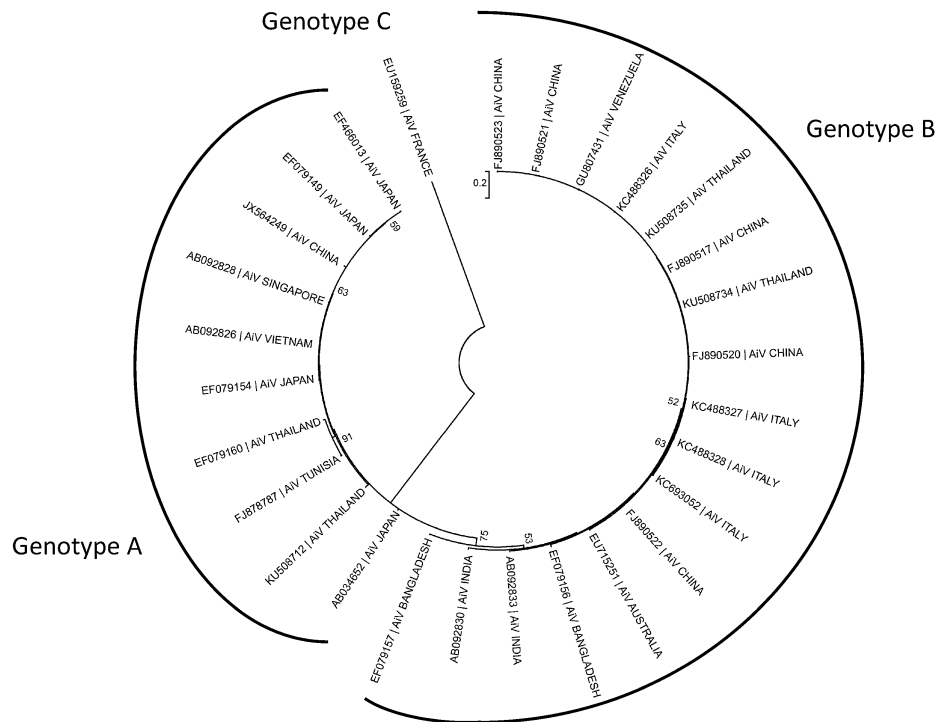 Genotype C
Genotype B
Genotype A
EU159259 | AiV FRANCE
FJ890523 | AiV CHINA
FJ890521 | AiV CHINA
GU807431 | AiV VENEZUELA
KC488326 | AiV ITALY
KU508735 | AiV THAILAND
FJ890517 | AiV CHINA
KU508734 | AiV THAILAND
FJ890520 | AiV CHINA
KC488327 | AiV ITALY
KC488328 | AiV ITALY
KC693052 | AiV ITALY
FJ890522 | AiV CHINA
EU715251 | AiV AUSTRALIA
EF079156 | AiV BANGLADESH
AB092833 | AiV INDIA
AB092830 | AiV INDIA
EF079157 | AiV BANGLADESH
AB034652 | AiV JAPAN
KU508712 | AiV THAILAND
FJ878787 | AiV TUNISIA
EF079160 | AiV THAILAND
EF079154 | AiV JAPAN
AB092826 | AiV VIETNAM
AB092828 | AiV SINGAPORE
JX564249 | AiV CHINA
EF079149 | AiV JAPAN
EF466013 | AiV JAPAN
0.2
52
63
53
75
91
63
59